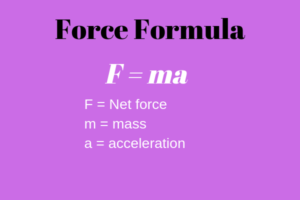 Force Formula
F = ma
F = Net force
m = mass
a = acceleration